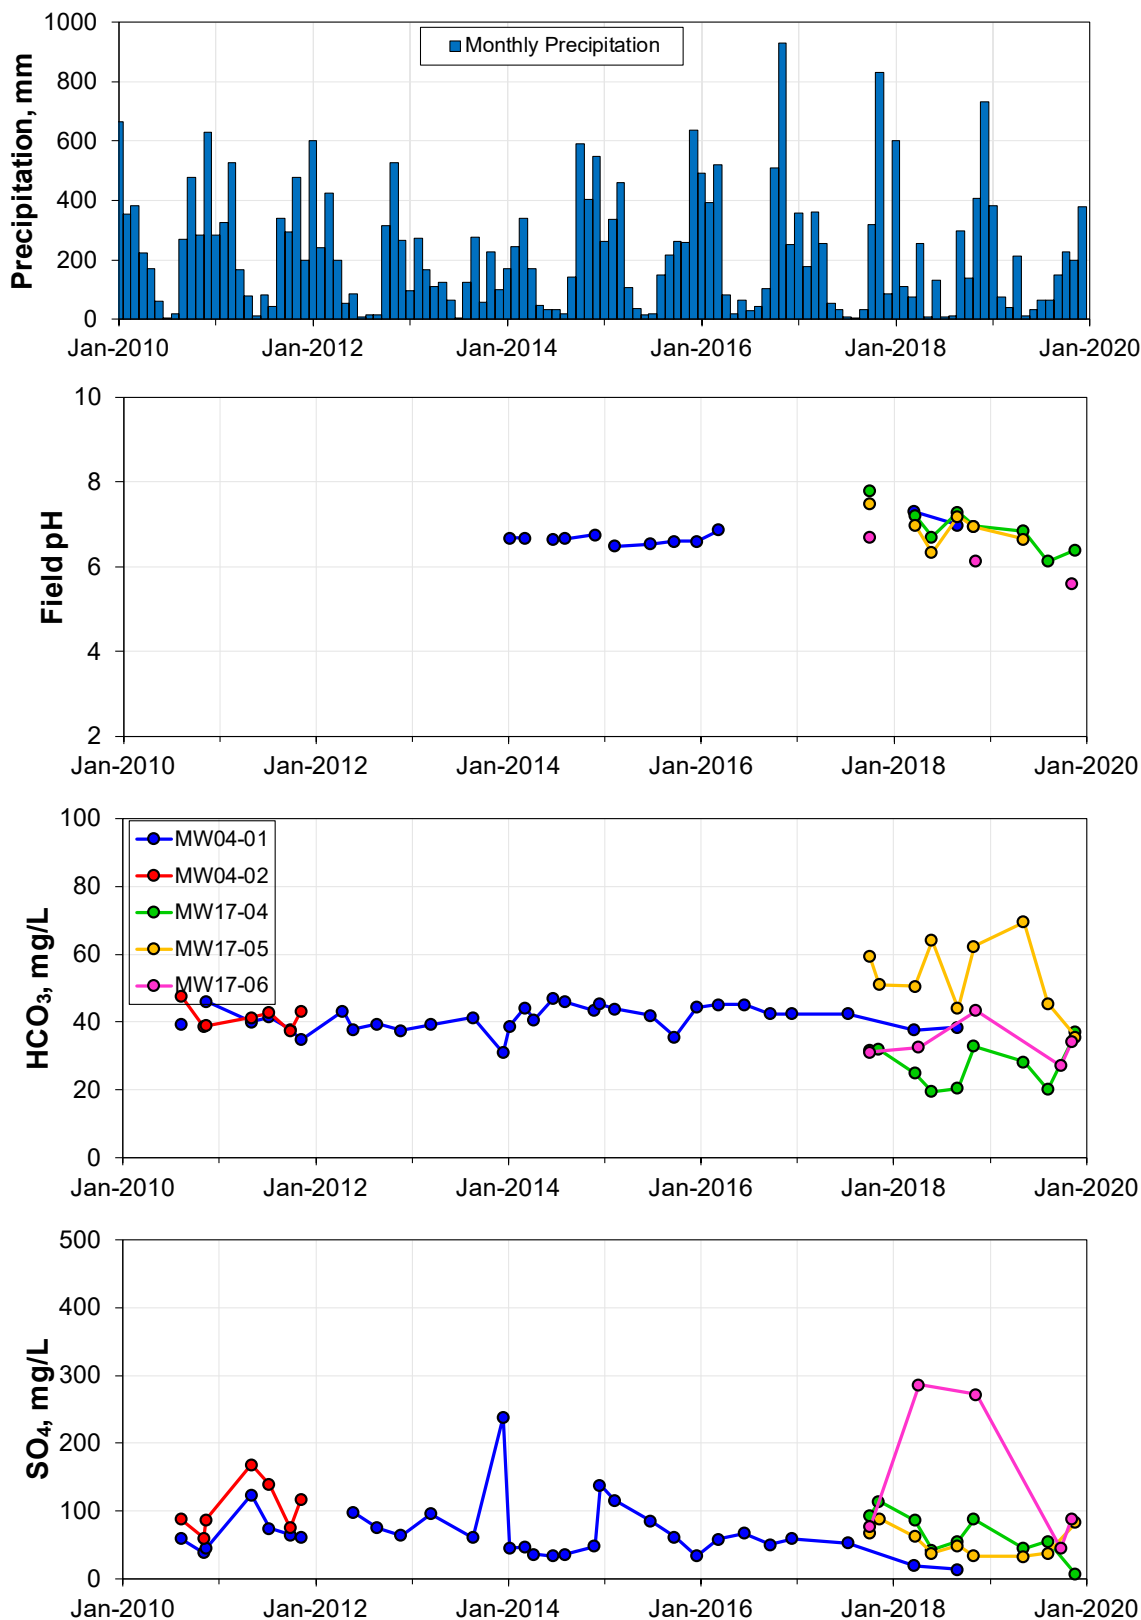 1000
800
600
400
200
0
Precipitation, mm
Monthly Precipitation
Jan-2010 Jan-2012 Jan-2014 Jan-2016 Jan-2018 Jan-2020
10
8
6
4
2
Field pH
Jan-2010 Jan-2012 Jan-2014 Jan-2016 Jan-2018 Jan-2020
100
80
60
40
20
0
HCO₃, mg/L
MW04-01
MW04-02
MW17-04
MW17-05
MW17-06
Jan-2010 Jan-2012 Jan-2014 Jan-2016 Jan-2018 Jan-2020
500
400
300
200
100
0
SO₄, mg/L
Jan-2010 Jan-2012 Jan-2014 Jan-2016 Jan-2018 Jan-2020